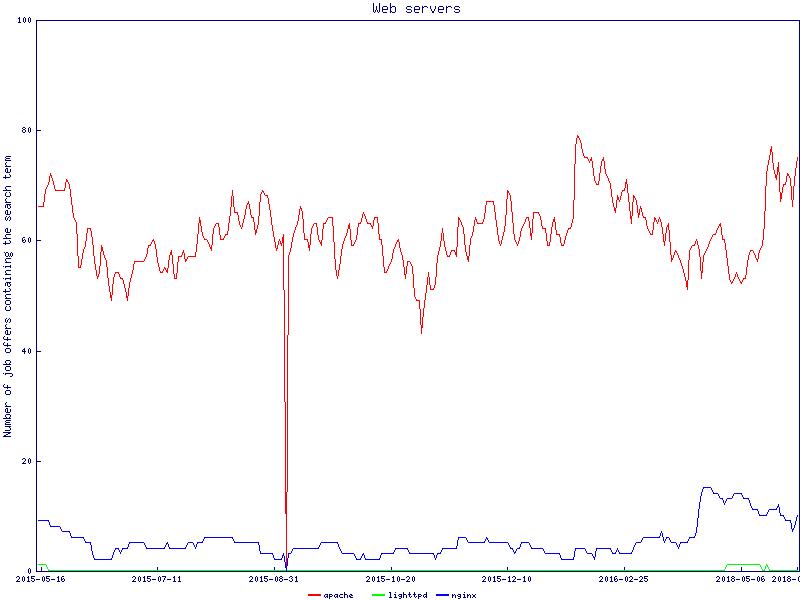 Web servers
Number of job offers containing the search term
100
80
60
40
20
0
2015-05-16 2015-07-11 2015-08-31 2015-10-20 2015-12-10 2016-02-25 2018-05-06 2018-0
apache lighttpd nginx